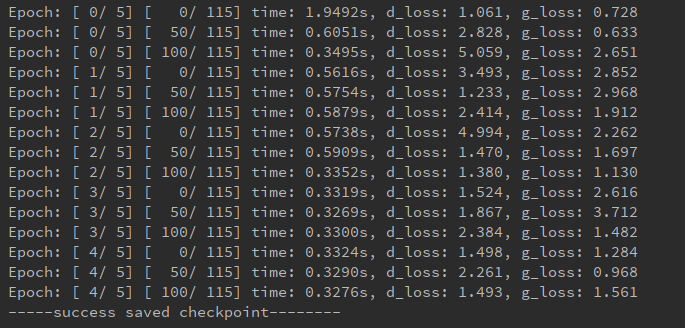 Epoch: [ 0/ 5] [   0/ 115] time: 1.9492s, d_loss: 1.061, g_loss: 0.728
Epoch: [ 0/ 5] [  50/ 115] time: 0.6051s, d_loss: 2.828, g_loss: 0.633
Epoch: [ 0/ 5] [ 100/ 115] time: 0.3495s, d_loss: 5.059, g_loss: 2.651
Epoch: [ 1/ 5] [   0/ 115] time: 0.5616s, d_loss: 3.493, g_loss: 2.852
Epoch: [ 1/ 5] [  50/ 115] time: 0.5754s, d_loss: 1.233, g_loss: 2.968
Epoch: [ 1/ 5] [ 100/ 115] time: 0.5879s, d_loss: 2.414, g_loss: 1.912
Epoch: [ 2/ 5] [   0/ 115] time: 0.5738s, d_loss: 4.994, g_loss: 2.262
Epoch: [ 2/ 5] [  50/ 115] time: 0.5909s, d_loss: 1.470, g_loss: 1.697
Epoch: [ 2/ 5] [ 100/ 115] time: 0.3352s, d_loss: 1.380, g_loss: 1.130
Epoch: [ 3/ 5] [   0/ 115] time: 0.3319s, d_loss: 1.524, g_loss: 2.616
Epoch: [ 3/ 5] [  50/ 115] time: 0.3269s, d_loss: 1.867, g_loss: 3.712
Epoch: [ 3/ 5] [ 100/ 115] time: 0.3300s, d_loss: 2.384, g_loss: 1.482
Epoch: [ 4/ 5] [   0/ 115] time: 0.3324s, d_loss: 1.498, g_loss: 1.284
Epoch: [ 4/ 5] [  50/ 115] time: 0.3290s, d_loss: 2.261, g_loss: 0.968
Epoch: [ 4/ 5] [ 100/ 115] time: 0.3276s, d_loss: 1.493, g_loss: 1.561
-----success saved checkpoint--------